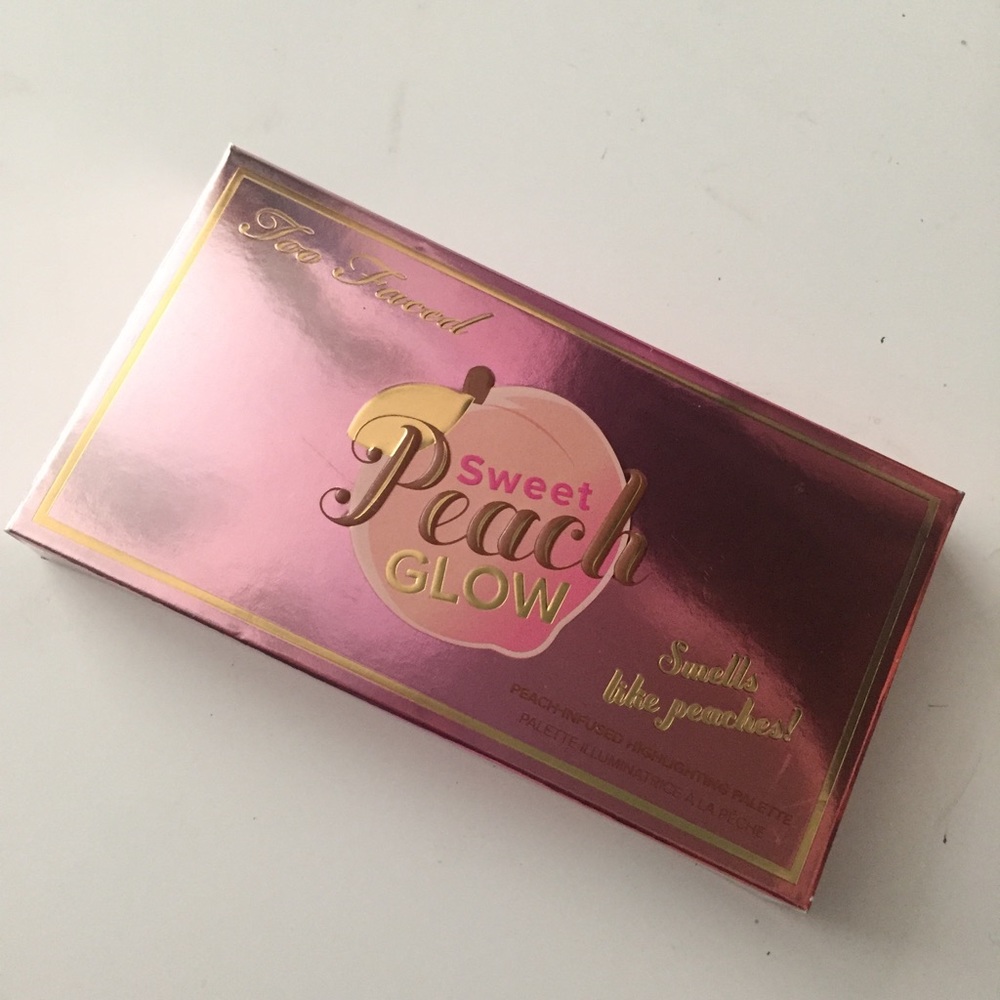 Too Faced
Sweet
Peach
GLOW
Smells
like peaches!
PEACH-INFUSED HIGHLIGHTING PALETTE
PALETTE ILLUMINATRICE À LA PÊCHE